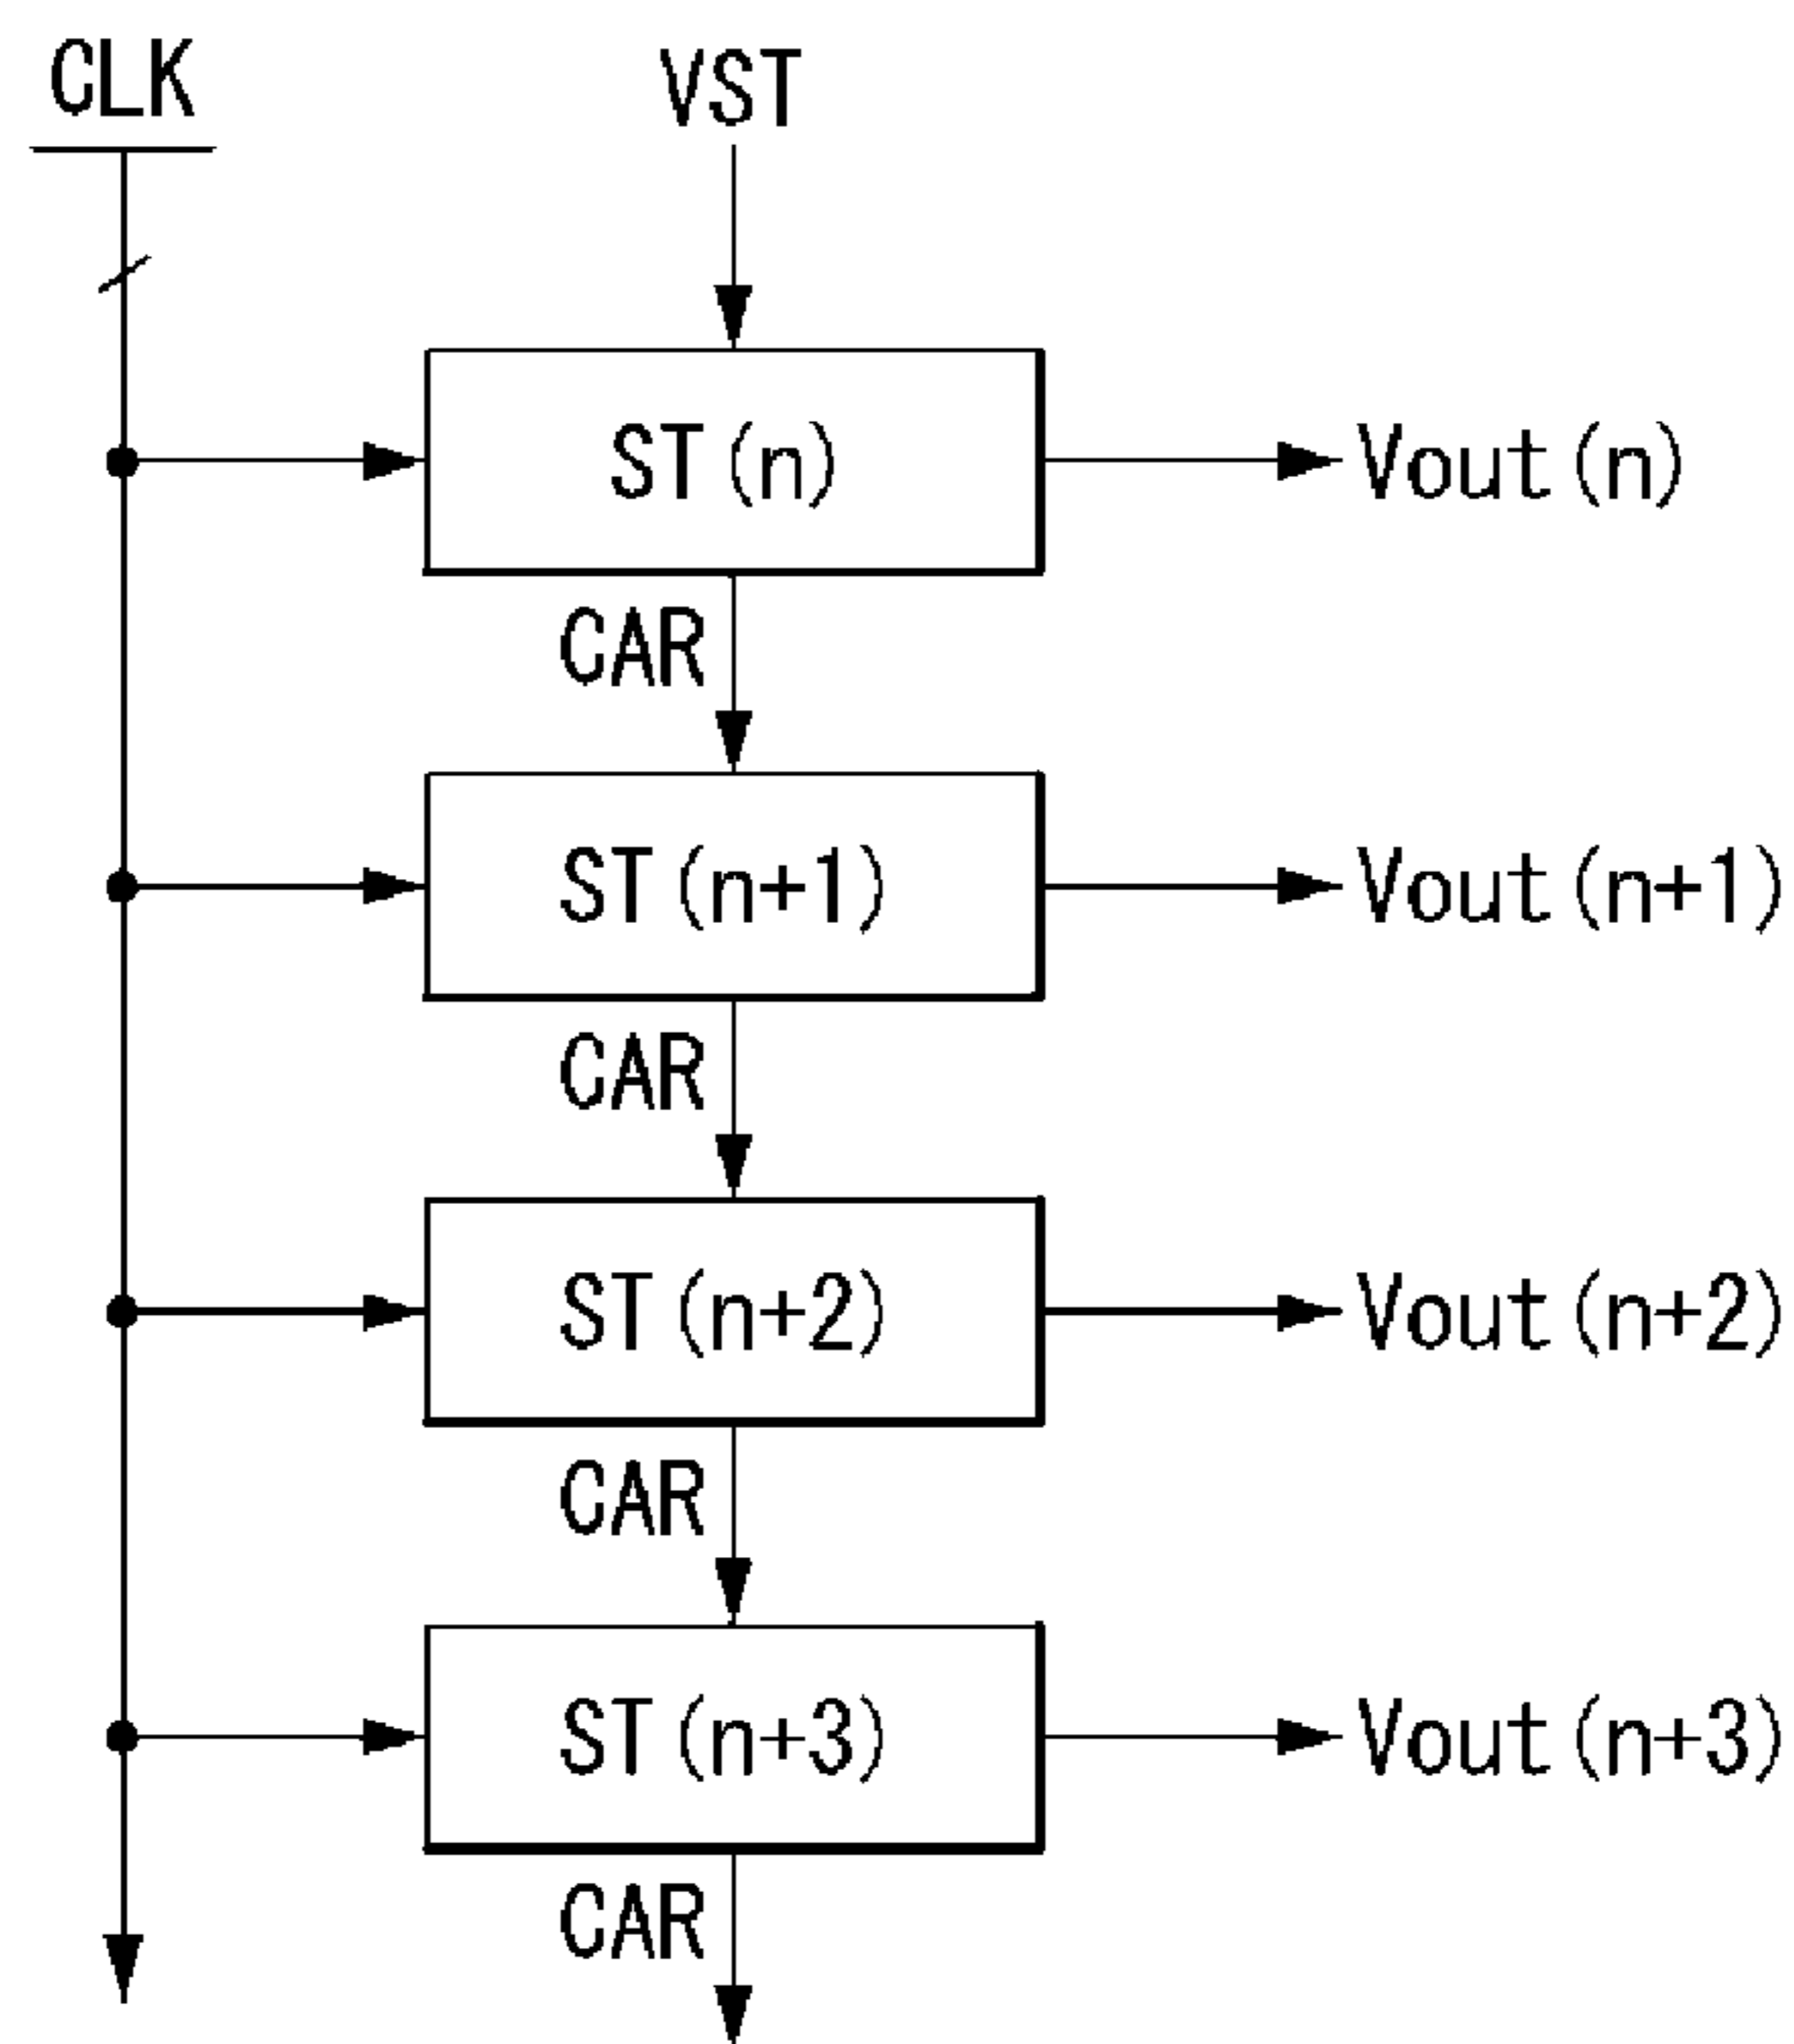 CLK
VST
ST(n)
Vout(n)
CAR
ST(n+1)
Vout(n+1)
CAR
ST(n+2)
Vout(n+2)
CAR
ST(n+3)
Vout(n+3)
CAR